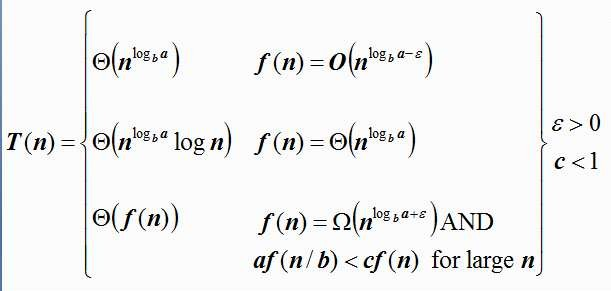 T(n) = { Θ(n^{log_b a})    f(n) = O(n^{log_b a−ε})
Θ(n^{log_b a} log n)    f(n) = Θ(n^{log_b a})
Θ(f(n))    f(n) = Ω(n^{log_b a+ε}) AND
af(n/b) < cf(n) for large n }
ε > 0
c < 1